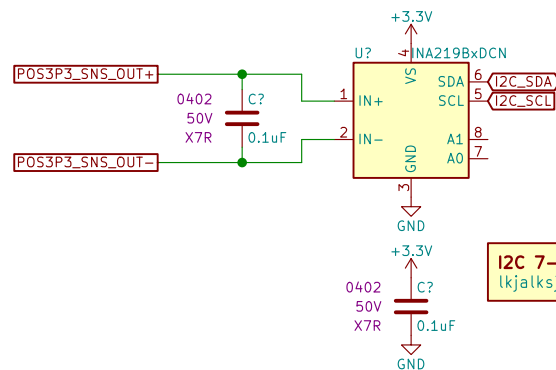 +3.3V
U?
INA219BxDCN
4
VS
POS3P3_SNS_OUT+
SDA
6
I2C_SDA
0402
C?
1
IN+
SCL
5
I2C_SCL
50V
X7R
0.1uF
2
IN-
A1
8
POS3P3_SNS_OUT-
GND
A0
7
3
GND
+3.3V
I2C 7-
lkjalks
0402
C?
50V
X7R
0.1uF
GND